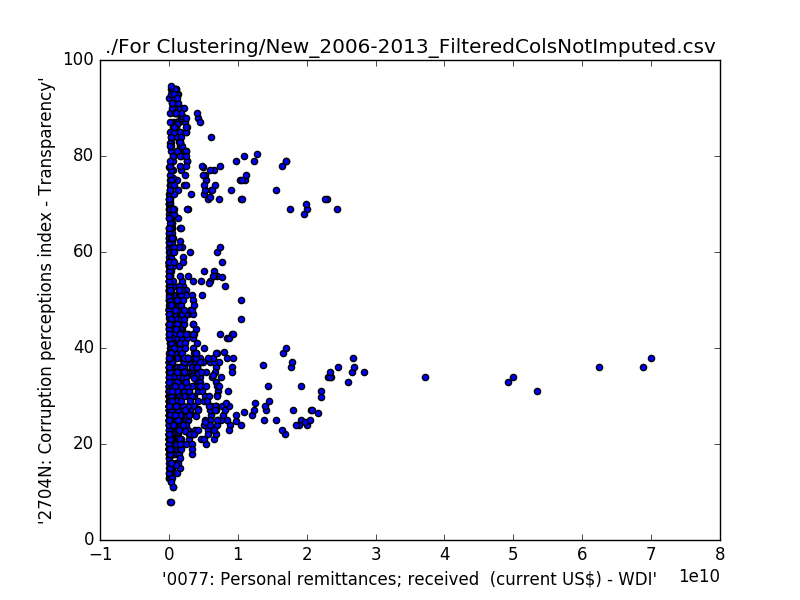 ./For Clustering/New_2006-2013_FilteredColsNotImputed.csv
100
80
60
40
20
0
'2704N: Corruption perceptions index - Transparency'
−1 0 1 2 3 4 5 6 7 8
1e10
'0077: Personal remittances; received  (current US$) - WDI'